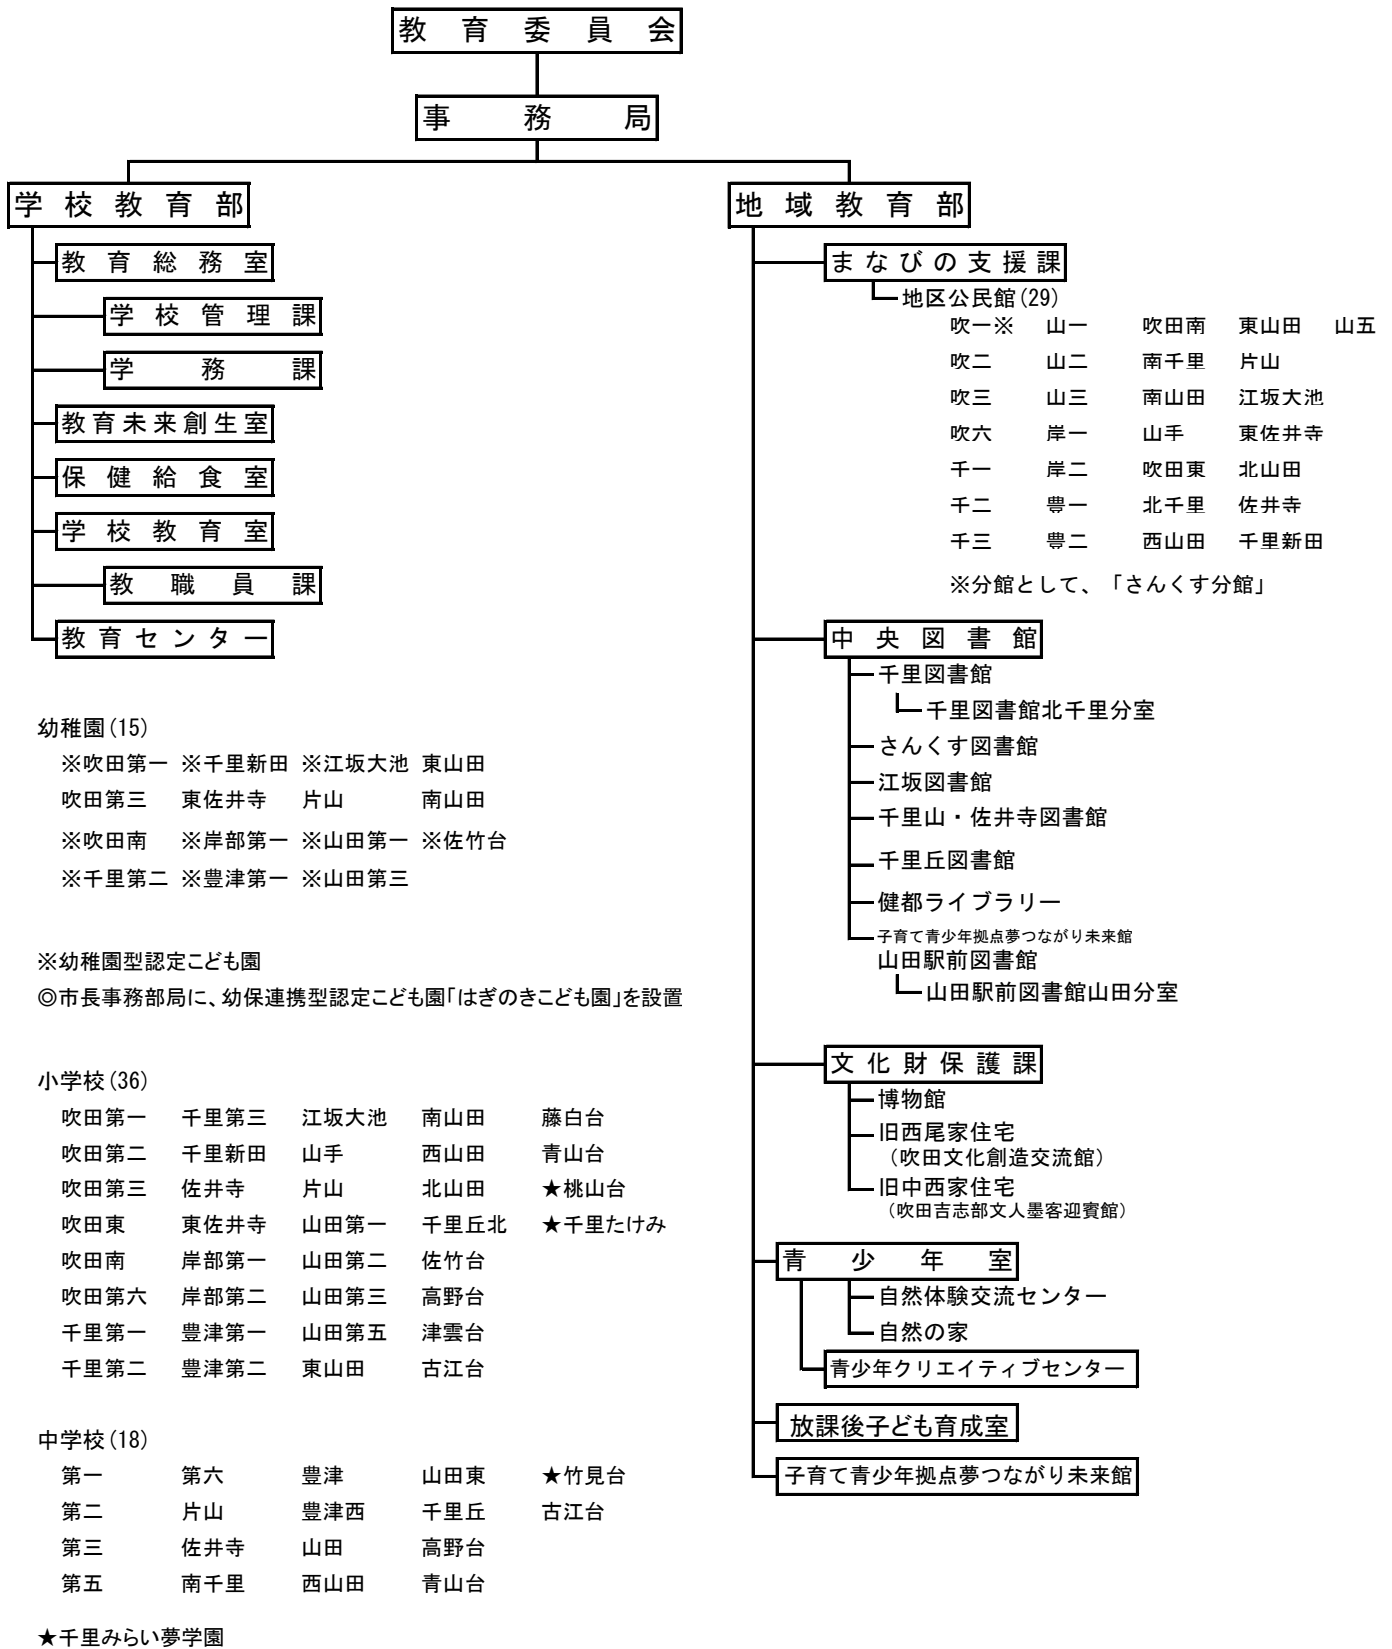 教育委員会
事務局
学校教育部
教育総務室
学校管理課
学務課
教育未来創生室
保健給食室
学校教育室
教職員課
教育センター
幼稚園(15)
※吹田第一 ※千里新田 ※江坂大池 東山田
吹田第三 東佐井寺 片山 南山田
※吹田南 ※岸部第一 ※山田第一 ※佐竹台
※千里第二 ※豊津第一 ※山田第三
※幼稚園型認定こども園
◎市長事務部局に、幼保連携型認定こども園「はぎのきこども園」を設置
小学校(36)
吹田第一 千里第三 江坂大池 南山田 藤白台
吹田第二 千里新田 山手 西山田 青山台
吹田第三 佐井寺 片山 北山田 ★桃山台
吹田東 東佐井寺 山田第一 千里丘北 ★千里たけみ
吹田南 岸部第一 山田第二 佐竹台
吹田第六 岸部第二 山田第三 高野台
千里第一 豊津第一 山田第五 津雲台
千里第二 豊津第二 東山田 古江台
中学校(18)
第一 第六 豊津 山田東 ★竹見台
第二 片山 豊津西 千里丘 古江台
第三 佐井寺 山田 高野台
第五 南千里 西山田 青山台
★千里みらい夢学園
地域教育部
まなびの支援課
地区公民館(29)
吹一※ 山一 吹田南 東山田 山五
吹二 山二 南千里 片山
吹三 山三 南山田 江坂大池
吹六 岸一 山手 東佐井寺
千一 岸二 吹田東 北山田
千二 豊一 北千里 佐井寺
千三 豊二 西山田 千里新田
※分館として、「さんくす分館」
中央図書館
千里図書館
千里図書館北千里分室
さんくす図書館
江坂図書館
千里山・佐井寺図書館
千里丘図書館
健都ライブラリー
子育て青少年拠点夢つながり未来館
山田駅前図書館
山田駅前図書館山田分室
文化財保護課
博物館
旧西尾家住宅
（吹田文化創造交流館）
旧中西家住宅
（吹田吉志部文人墨客迎賓館）
青少年室
自然体験交流センター
自然の家
青少年クリエイティブセンター
放課後子ども育成室
子育て青少年拠点夢つながり未来館